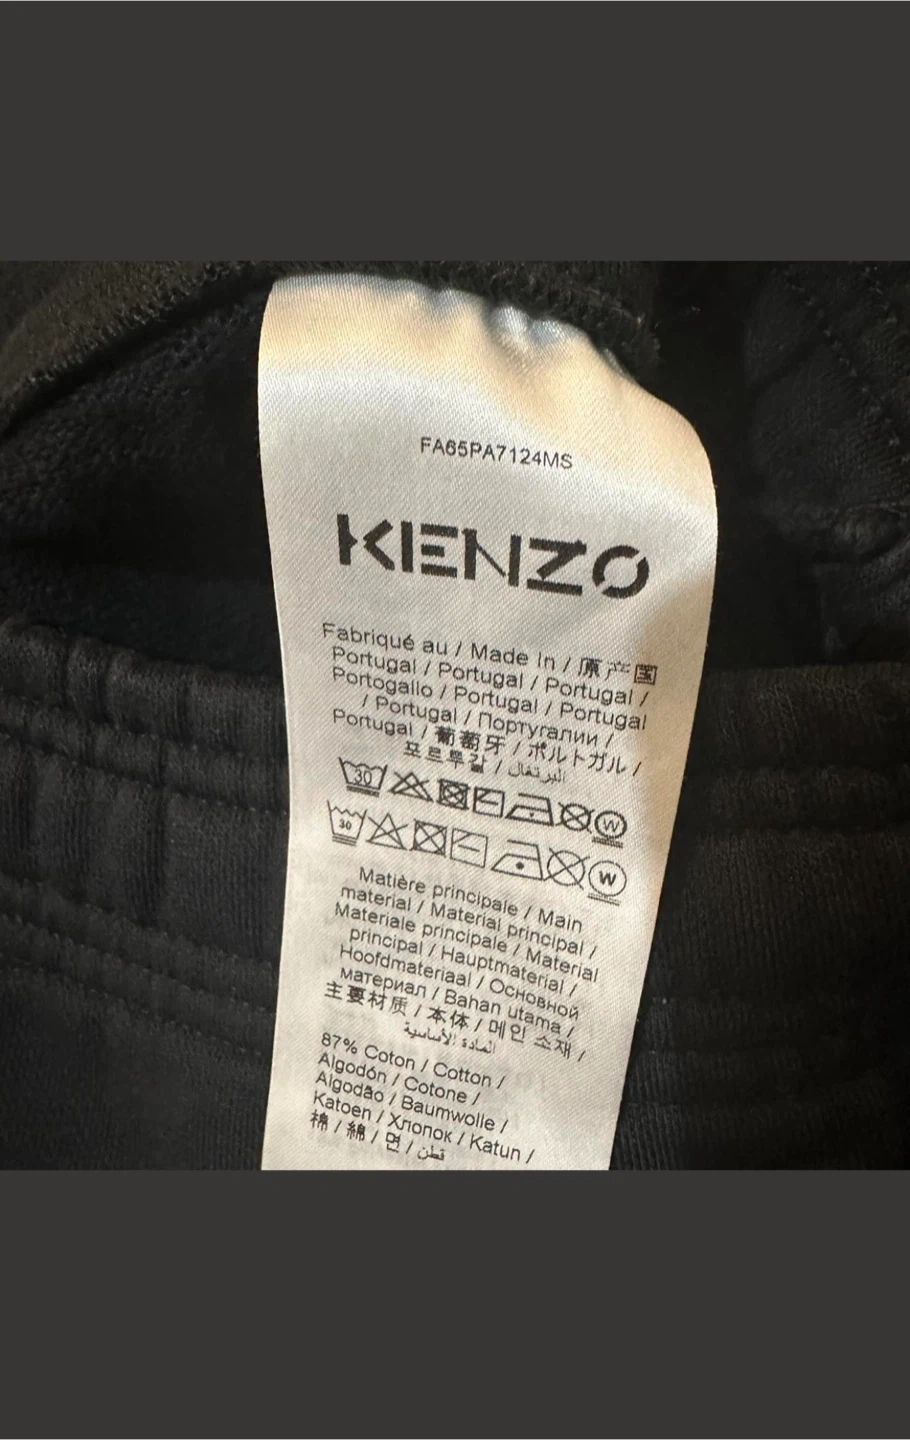 FA65PA7124MS
KENZO
Fabriqué au / Made In / 原产国
Portugal / Portugal / Portugal /
Portogallo / Portugal / Portugal
/ Portugal / Португалии /
Portugal / 葡萄牙 / ポルトガル /
포르투갈 / البرتغال
30 W
30 W
Matière principale / Main
material / Material principal /
Materiale principale / Material
principal / Hauptmaterial /
Hoofdmateriaal / Основной
материал / Bahan utama /
主要材质 / 本体 / 메인 소재 /
المادة الأساسية
87% Coton / Cotton /
Algodón / Cotone /
Algodão / Baumwolle /
Katoen / Хлопок / Katun /
棉 / 綿 / 면 / قطن